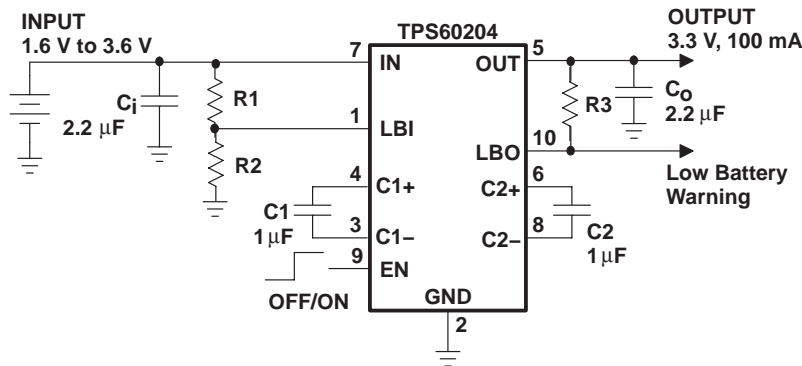 INPUT
1.6 V to 3.6 V
TPS60204
OUTPUT
3.3 V, 100 mA
7
IN
OUT
5
Ci
2.2 μF
R1
R3
Co
2.2 μF
1
LBI
R2
10
LBO
Low Battery
Warning
4
C1+
C2+
6
C1
1 μF
3
C1−
C2−
8
C2
1 μF
9
EN
OFF/ON
GND
2